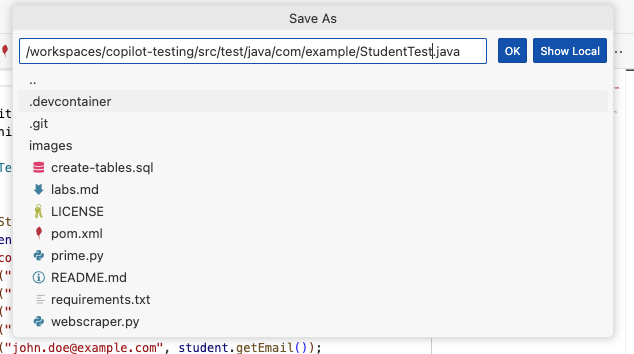 Save As
/workspaces/copilot-testing/src/test/java/com/example/StudentTest.java
OK
Show Local
..
.devcontainer
.git
images
create-tables.sql
labs.md
LICENSE
pom.xml
prime.py
README.md
requirements.txt
webscraper.py
it
hi
Te
St
en
co
("
("
("
("
("john.doe@example.com", student.getEmail());